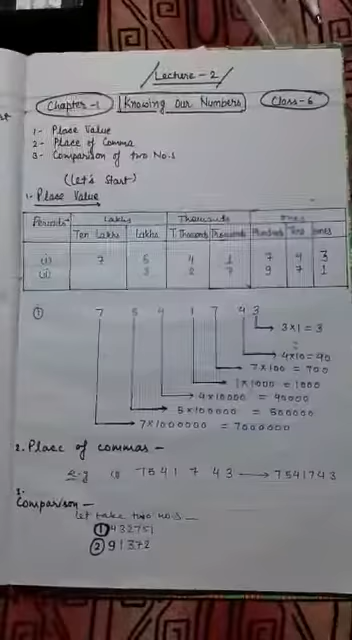 Lecture - 2
Chapter-1 Knowing Our Numbers Class-6
1- Place Value
2- Place of Comma
3- Comparison of two No.s
(Let's Start)
1- Place Value
Periods Lakhs Thousands Ones
Ten Lakhs Lakhs T.Thousands Thousands Hundreds Tens ones
(i) 7 5 4 1 7 4 3
(ii) 3 2 7 9 7 1
① 7 5 4 1 7 4 3
3×1 = 3
4×10 = 40
7×100 = 700
1×1000 = 1000
4×10000 = 40000
5×100000 = 500000
7×1000000 = 7000000
2. Place of commas -
e.g (i) 7541743 → 7541743
3.
Comparison -
let take two no.s -
① 432751
② 91372